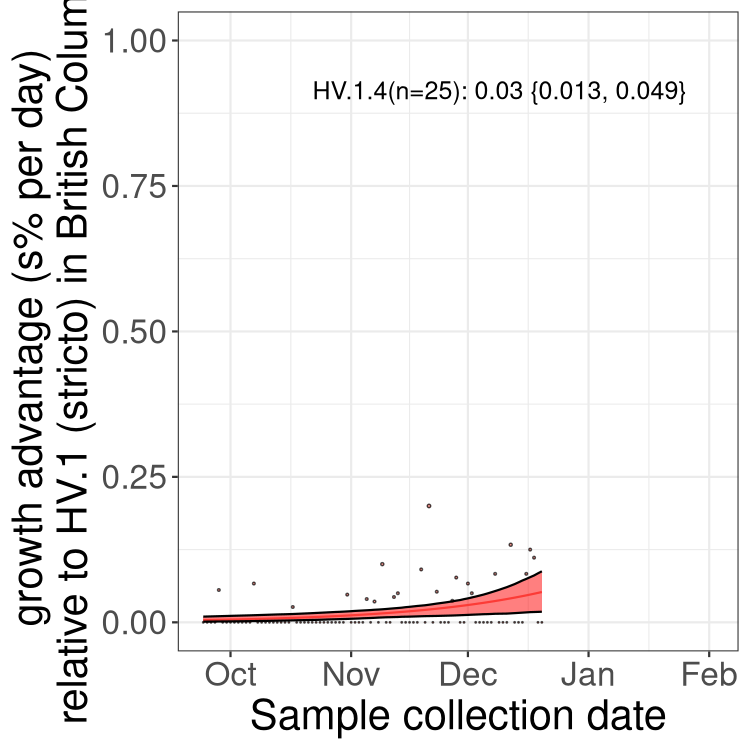 growth advantage (s% per day)
relative to HV.1 (stricto) in British Colum
1.00
0.75
0.50
0.25
0.00
HV.1.4(n=25): 0.03 {0.013, 0.049}
Oct Nov Dec Jan Feb
Sample collection date